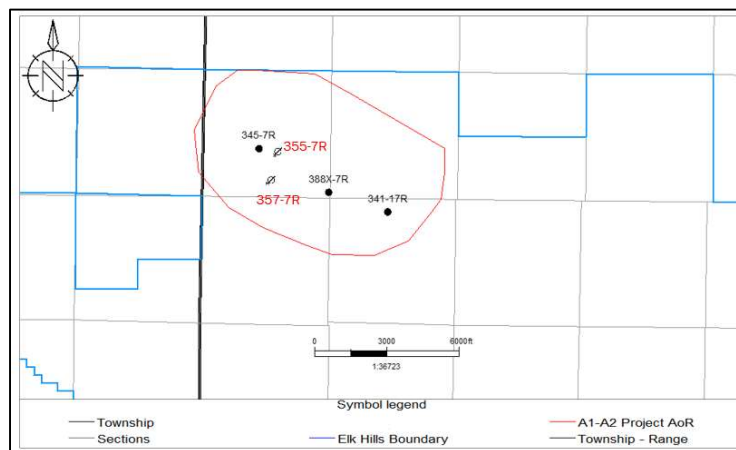 N
345-7R
355-7R
357-7R
388X-7R
341-17R
0 3000 6000ft
1:36723
Symbol legend
Township
A1-A2 Project AoR
Sections
Elk Hills Boundary
Township - Range